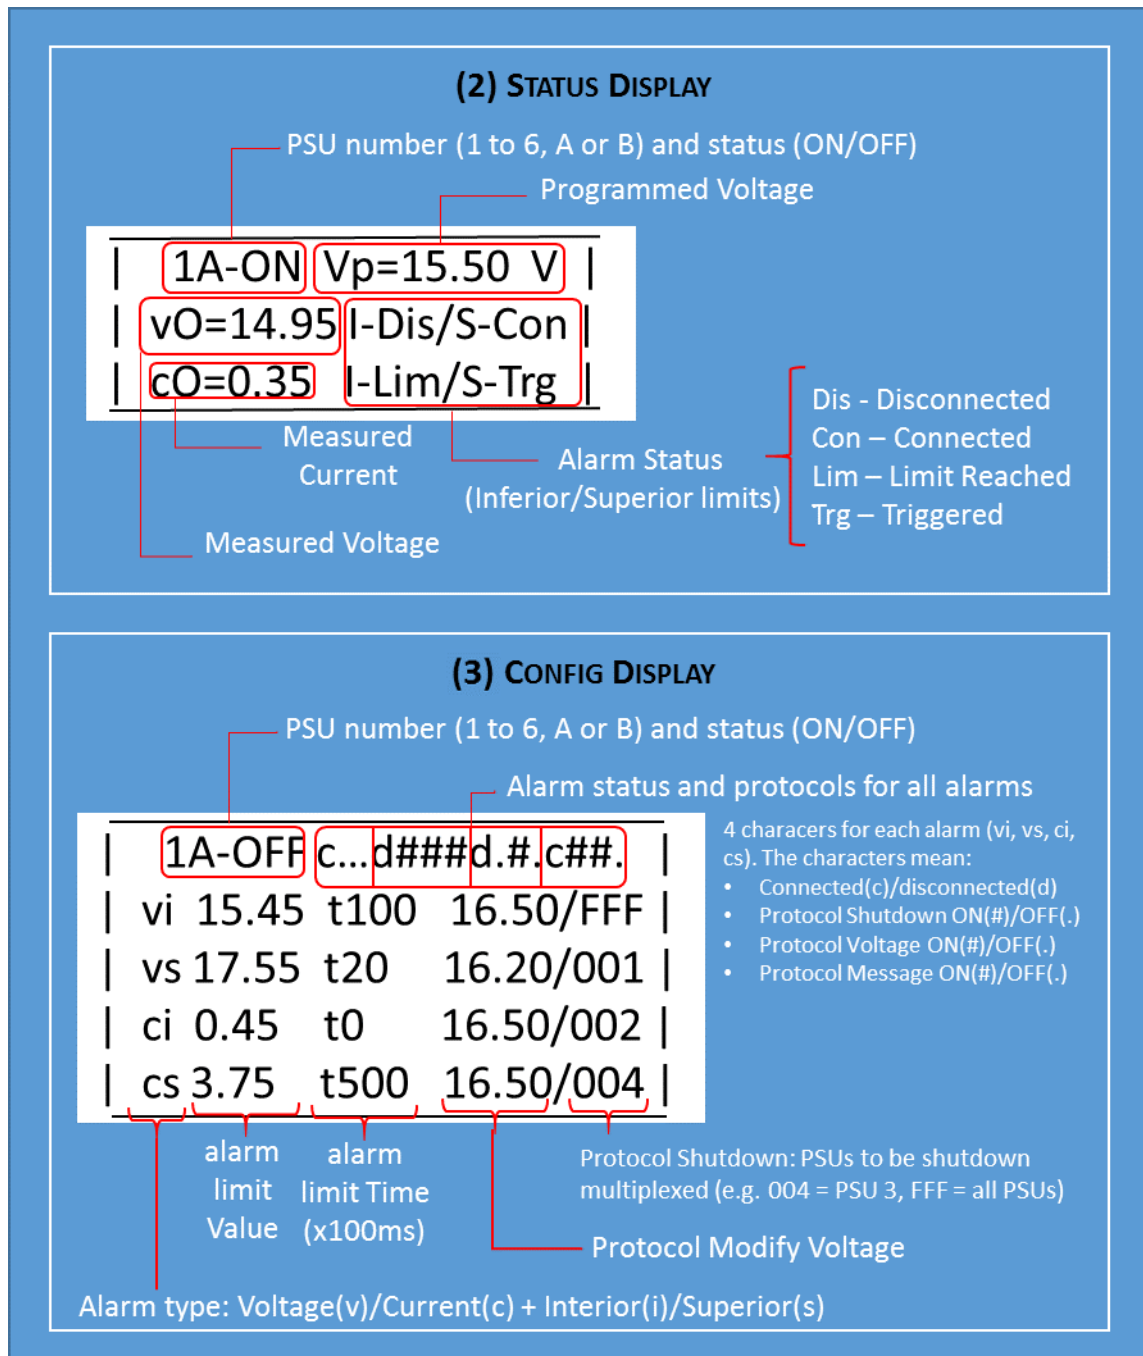 (2) STATUS DISPLAY
PSU number (1 to 6, A or B) and status (ON/OFF)
Programmed Voltage
| 1A-ON Vp=15.50 V |
| vO=14.95 I-Dis/S-Con |
| cO=0.35 I-Lim/S-Trg |
Measured
Current
Alarm Status
(Inferior/Superior limits)
Measured Voltage
Dis - Disconnected
Con – Connected
Lim – Limit Reached
Trg – Triggered
(3) CONFIG DISPLAY
PSU number (1 to 6, A or B) and status (ON/OFF)
Alarm status and protocols for all alarms
| 1A-OFF c...d###d.#.c##. |
| vi 15.45 t100 16.50/FFF |
| vs 17.55 t20 16.20/001 |
| ci 0.45 t0 16.50/002 |
| cs 3.75 t500 16.50/004 |
4 characers for each alarm (vi, vs, ci,
cs). The characters mean:
• Connected(c)/disconnected(d)
• Protocol Shutdown ON(#)/OFF(.)
• Protocol Voltage ON(#)/OFF(.)
• Protocol Message ON(#)/OFF(.)
alarm
limit
Value
alarm
limit Time
(x100ms)
Protocol Shutdown: PSUs to be shutdown
multiplexed (e.g. 004 = PSU 3, FFF = all PSUs)
Protocol Modify Voltage
Alarm type: Voltage(v)/Current(c) + Interior(i)/Superior(s)